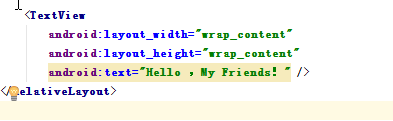 <TextView
android:layout_width="wrap_content"
android:layout_height="wrap_content"
android:text="Hello ，My Friends! " />
</RelativeLayout>